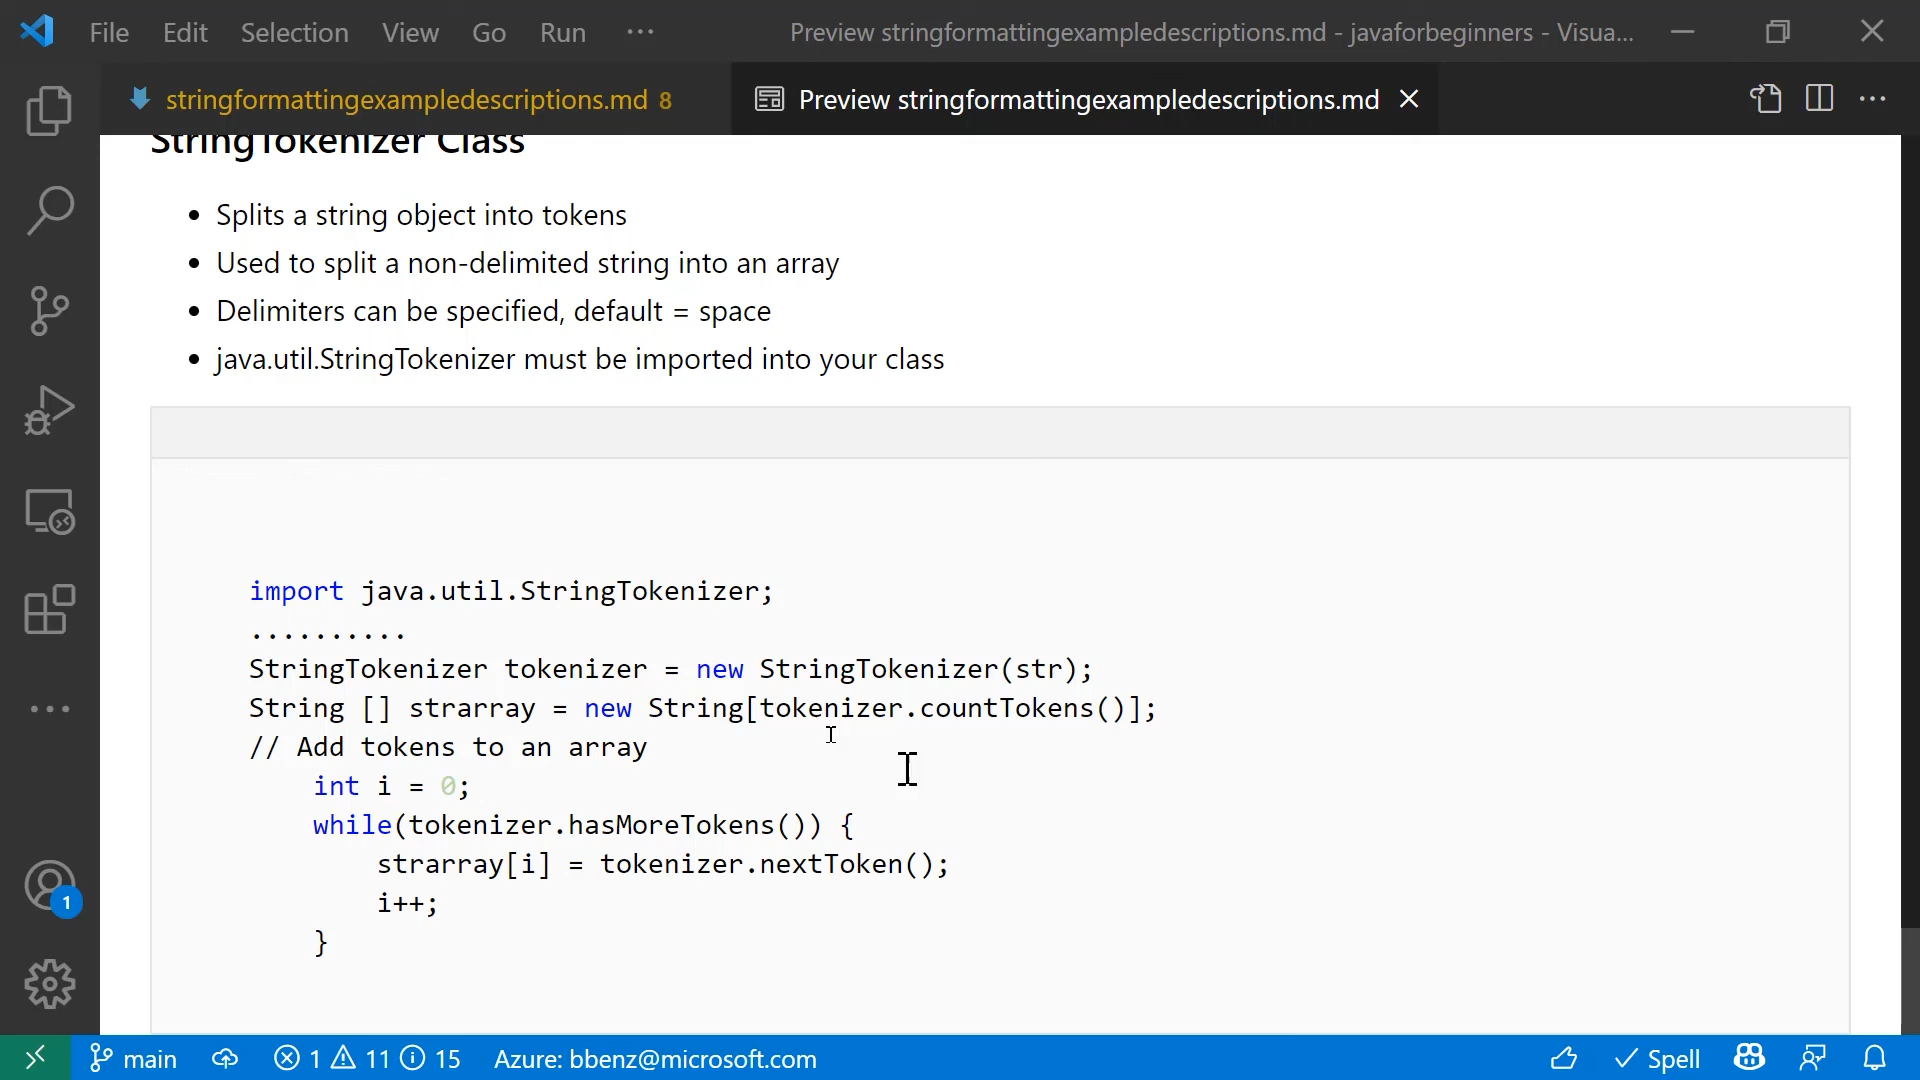 File Edit Selection View Go Run ··· Preview stringformattingexampledescriptions.md - javaforbeginners - Visua...
stringformattingexampledescriptions.md 8 Preview stringformattingexampledescriptions.md
StringTokenizer Class
• Splits a string object into tokens
• Used to split a non-delimited string into an array
• Delimiters can be specified, default = space
• java.util.StringTokenizer must be imported into your class
import java.util.StringTokenizer;
..........
StringTokenizer tokenizer = new StringTokenizer(str);
String [] strarray = new String[tokenizer.countTokens()];
// Add tokens to an array
int i = 0;
while(tokenizer.hasMoreTokens()) {
strarray[i] = tokenizer.nextToken();
i++;
}
1
main 1 11 15 Azure: bbenz@microsoft.com Spell